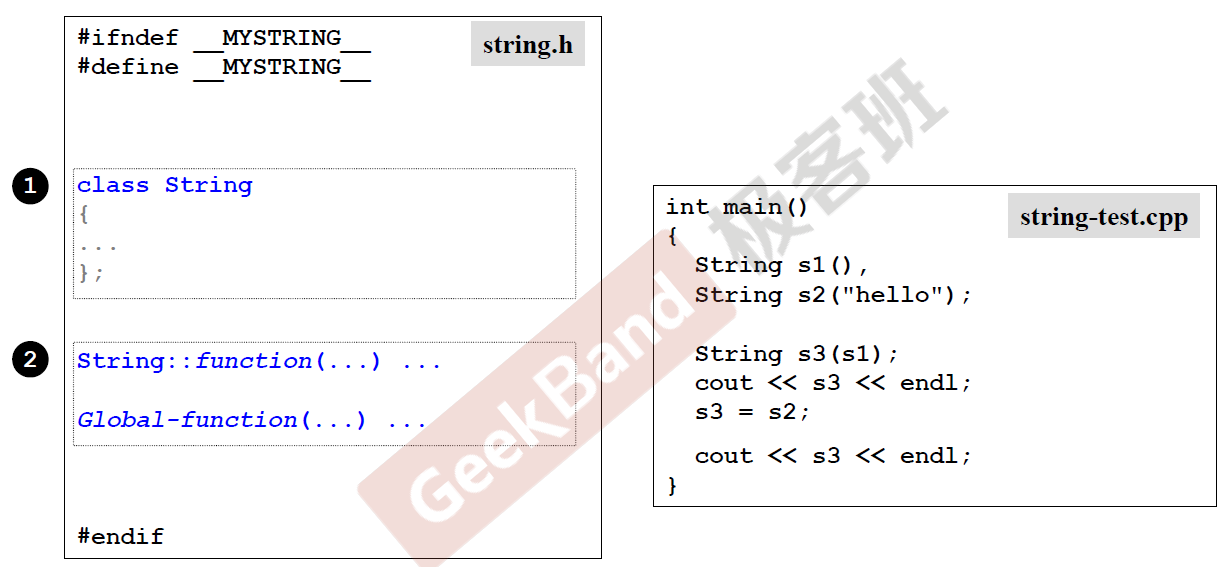 #ifndef __MYSTRING__
#define __MYSTRING__
string.h
1
class String
{
...
};
2
String::function(...) ...
Global-function(...) ...
#endif
int main()
string-test.cpp
{
String s1(),
String s2("hello");
String s3(s1);
cout << s3 << endl;
s3 = s2;
cout << s3 << endl;
}
GeekBand 极客班